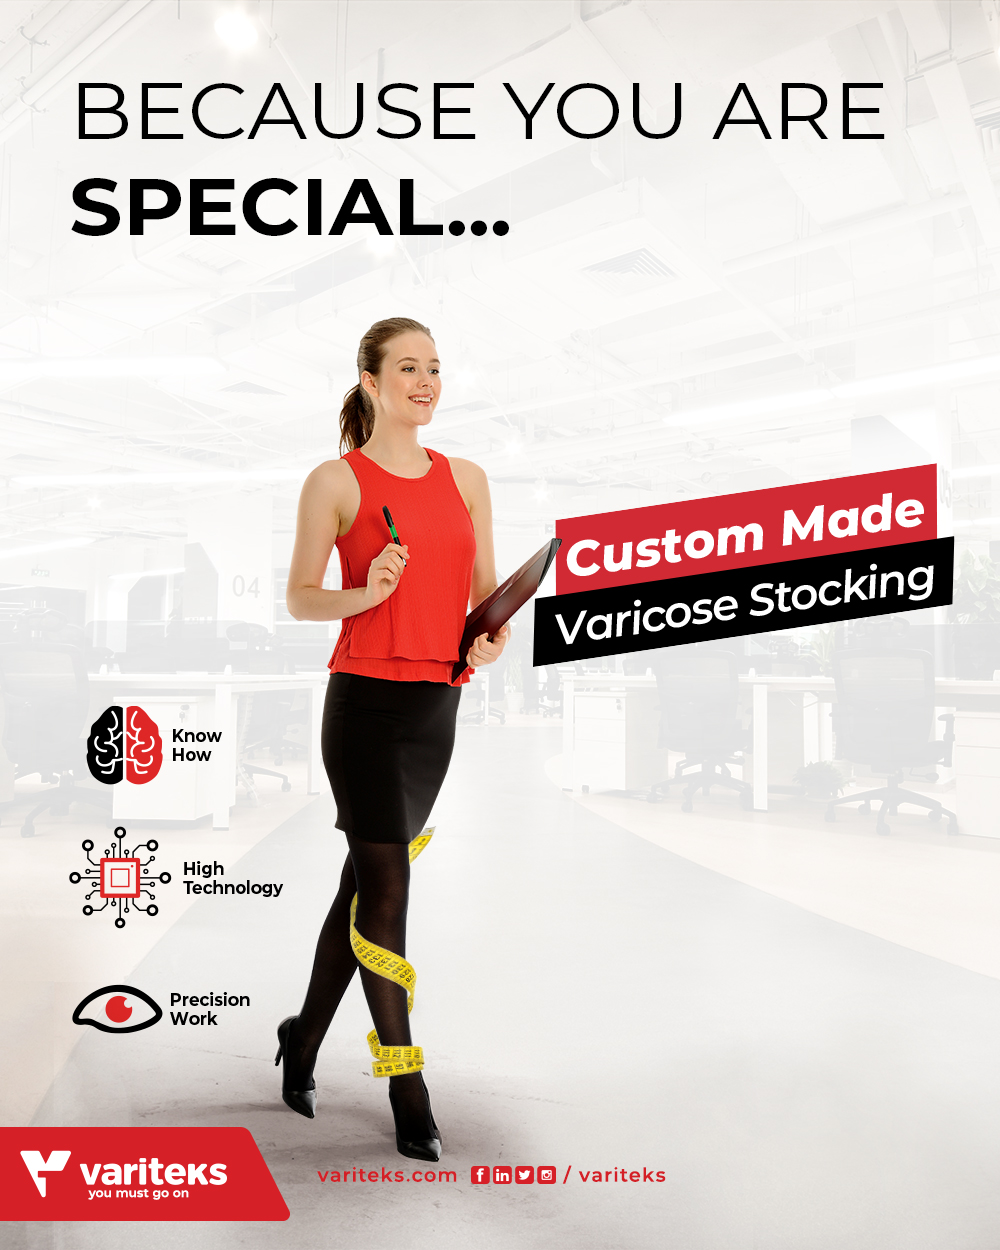 BECAUSE YOU ARE
SPECIAL...
Custom Made
Varicose Stocking
04
Know
How
High
Technology
Precision
Work
variteks
you must go on
variteks.com
/ variteks